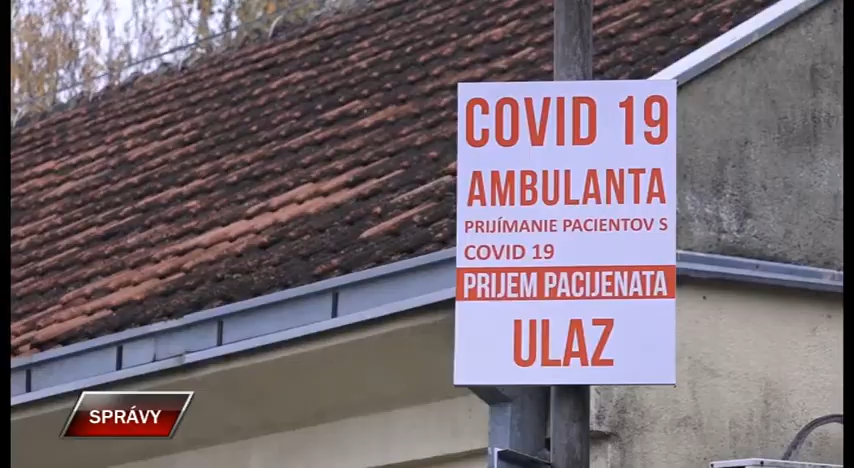 COVID 19
AMBULANTA
PRIJÍMANIE PACIENTOV S
COVID 19
PRIJEM PACIJENATA
ULAZ
SPRÁVY